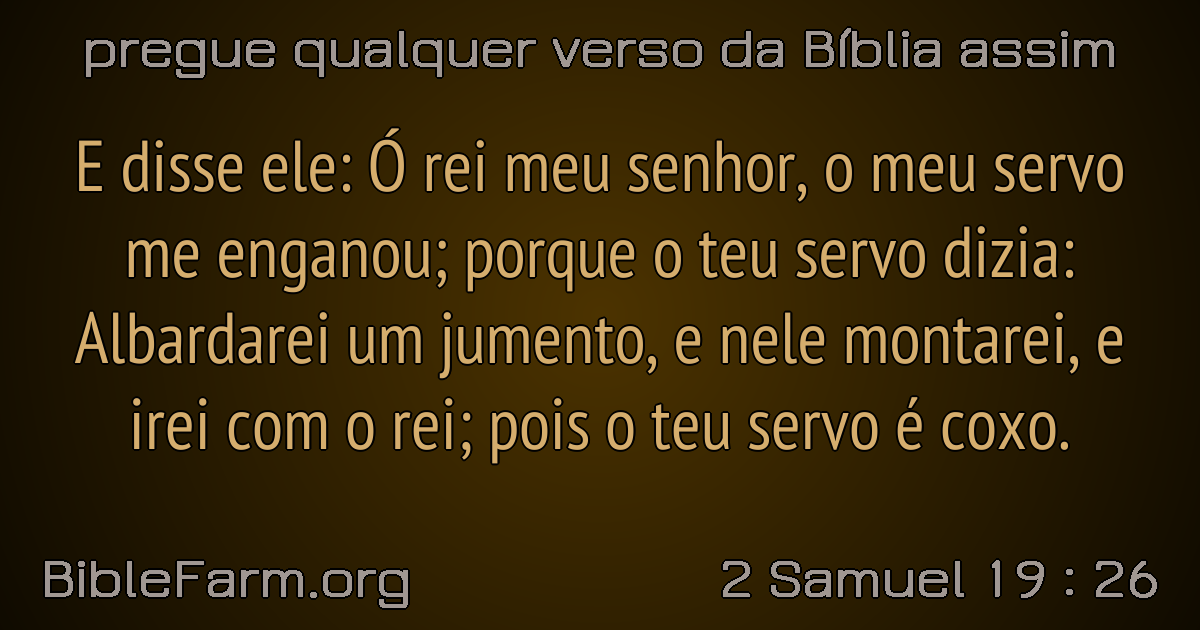 pregue qualquer verso da Bíblia assim
E disse ele: Ó rei meu senhor, o meu servo
me enganou; porque o teu servo dizia:
Albardarei um jumento, e nele montarei, e
irei com o rei; pois o teu servo é coxo.
BibleFarm.org
2 Samuel 19 : 26